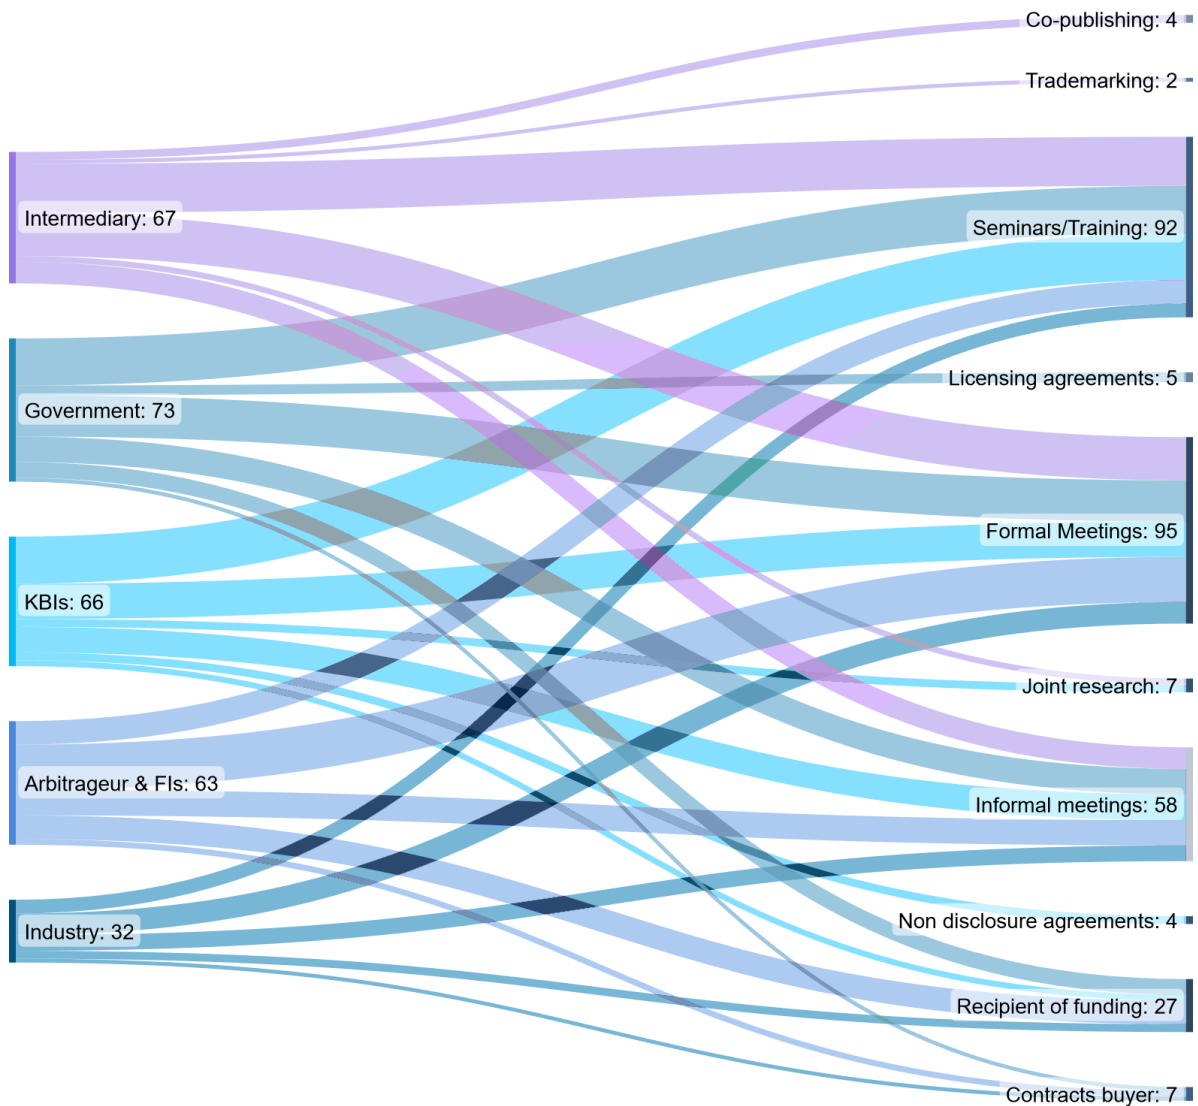 Co-publishing: 4
Trademarking: 2
Intermediary: 67
Seminars/Training: 92
Licensing agreements: 5
Government: 73
Formal Meetings: 95
KBIs: 66
Joint research: 7
Arbitrageur & FIs: 63
Informal meetings: 58
Non disclosure agreements: 4
Industry: 32
Recipient of funding: 27
Contracts buyer: 7